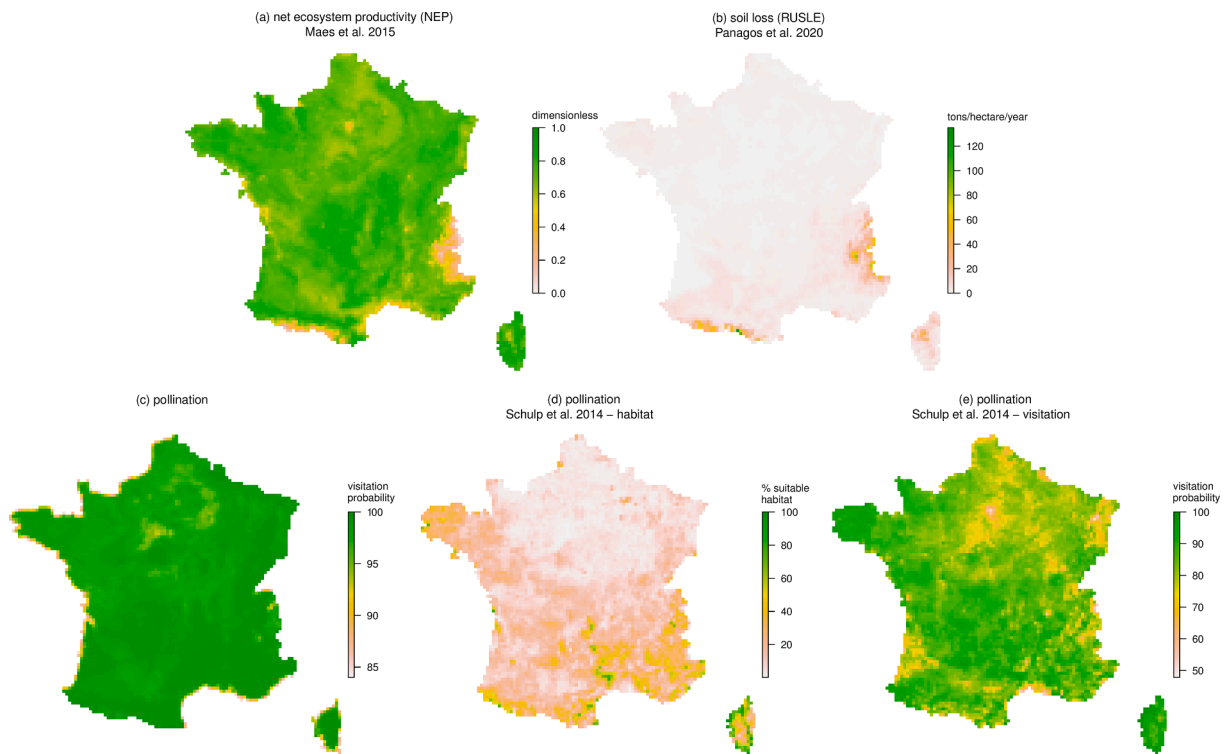 (a) net ecosystem productivity (NEP)
Maes et al. 2015
dimensionless
1.0
0.8
0.6
0.4
0.2
0.0
(b) soil loss (RUSLE)
Panagos et al. 2020
tons/hectare/year
120
100
80
60
40
20
0
(c) pollination
visitation
probability
100
95
90
85
(d) pollination
Schulp et al. 2014 – habitat
% suitable
habitat
100
80
60
40
20
(e) pollination
Schulp et al. 2014 – visitation
visitation
probability
100
90
80
70
60
50